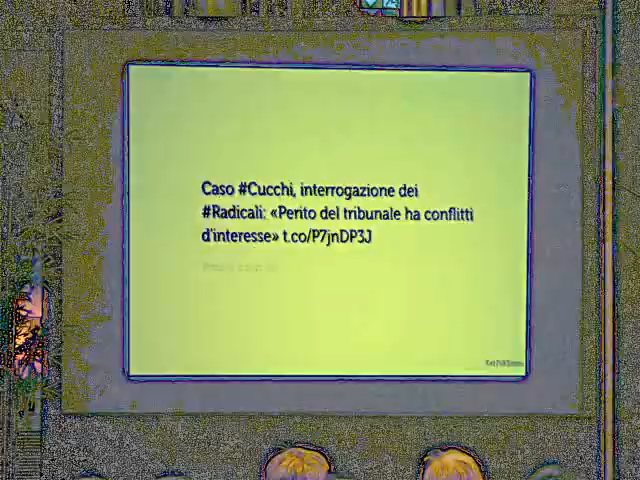 Caso #Cucchi, interrogazione dei
#Radicali: «Perito del tribunale ha conflitti
d'interesse» t.co/P7jnDP3J